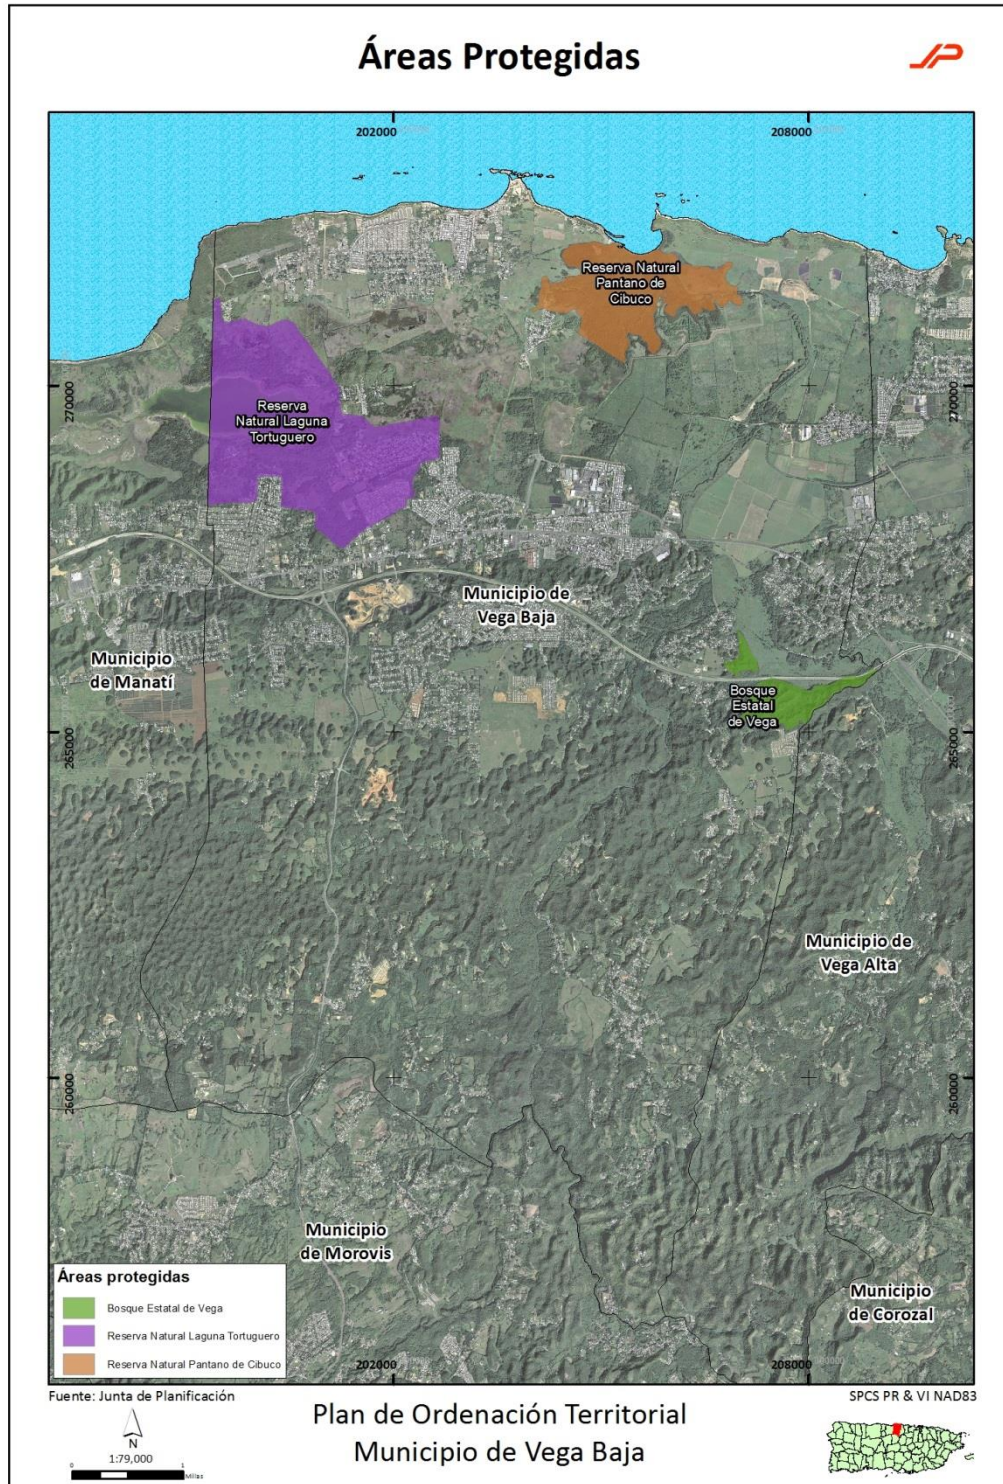 Áreas Protegidas
JP
202000
208000
Reserva Natural
Pantano de
Cibuco
270000
270000
Reserva
Natural Laguna
Tortuguero
Municipio de
Vega Baja
Municipio
de Manatí
Bosque
Estatal
de Vega
265000
265000
Municipio de
Vega Alta
260000
260000
Municipio
de Morovis
Municipio
de Corozal
Áreas protegidas
Bosque Estatal de Vega
Reserva Natural Laguna Tortuguero
Reserva Natural Pantano de Cibuco
202000
208000
Fuente: Junta de Planificación
SPCS PR & VI NAD83
N
1:79,000
1
Millas
Plan de Ordenación Territorial
Municipio de Vega Baja